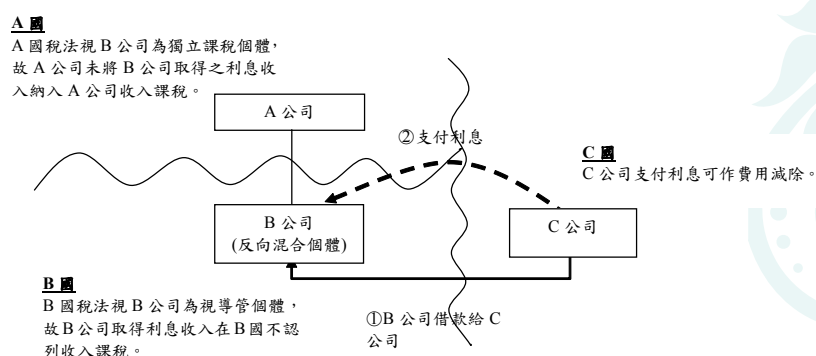 A 國
A 國稅法視 B 公司為獨立課稅個體,
故 A 公司未將 B 公司取得之利息收
入納入 A 公司收入課稅。
A 公司
②支付利息
C 國
C 公司支付利息可作費用減除。
B 公司
(反向混合個體)
C 公司
B 國
B 國稅法視 B 公司為視導管個體,
故 B 公司取得利息收入在 B 國不認
列收入課稅。
①B 公司借款給 C
公司